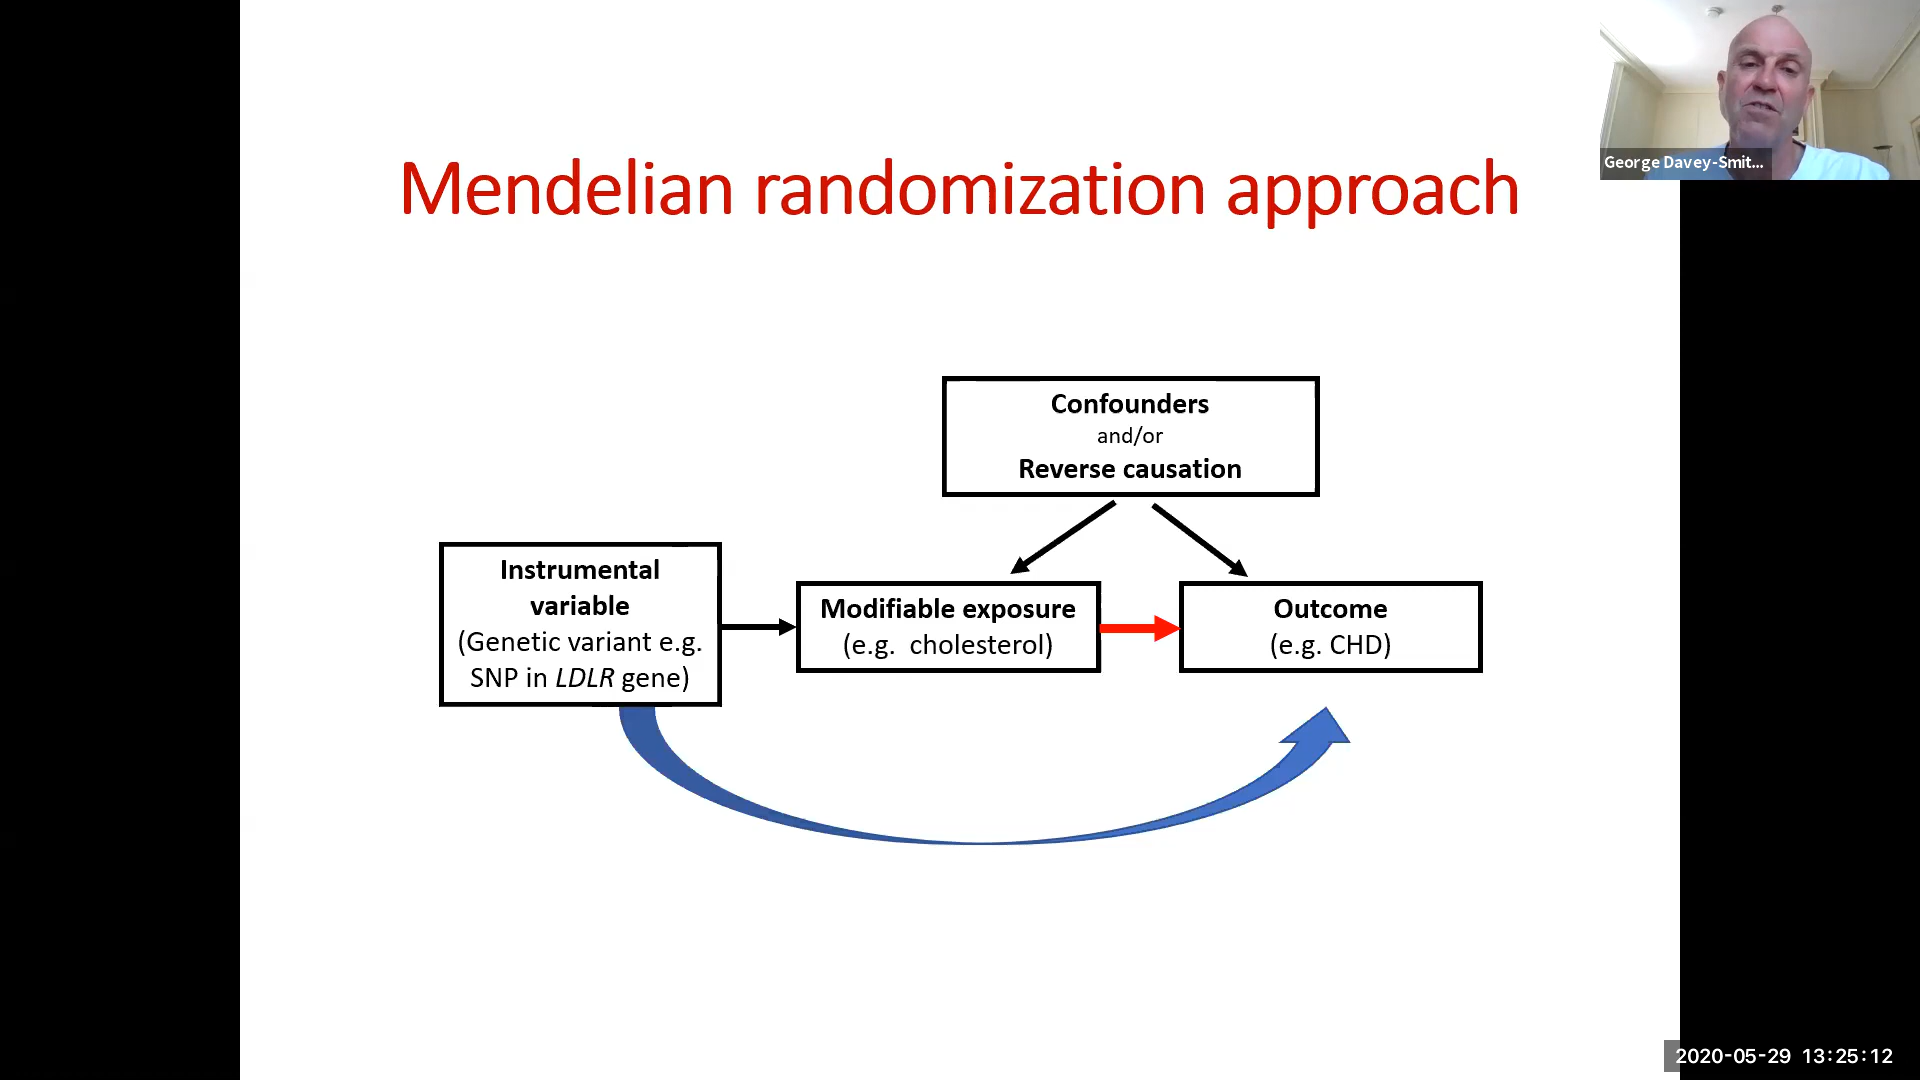 George Davey-Smit...
Mendelian randomization approach
Confounders
and/or
Reverse causation
Instrumental
variable
(Genetic variant e.g.
SNP in LDLR gene)
Modifiable exposure
(e.g. cholesterol)
Outcome
(e.g. CHD)
2020-05-29 13:25:12